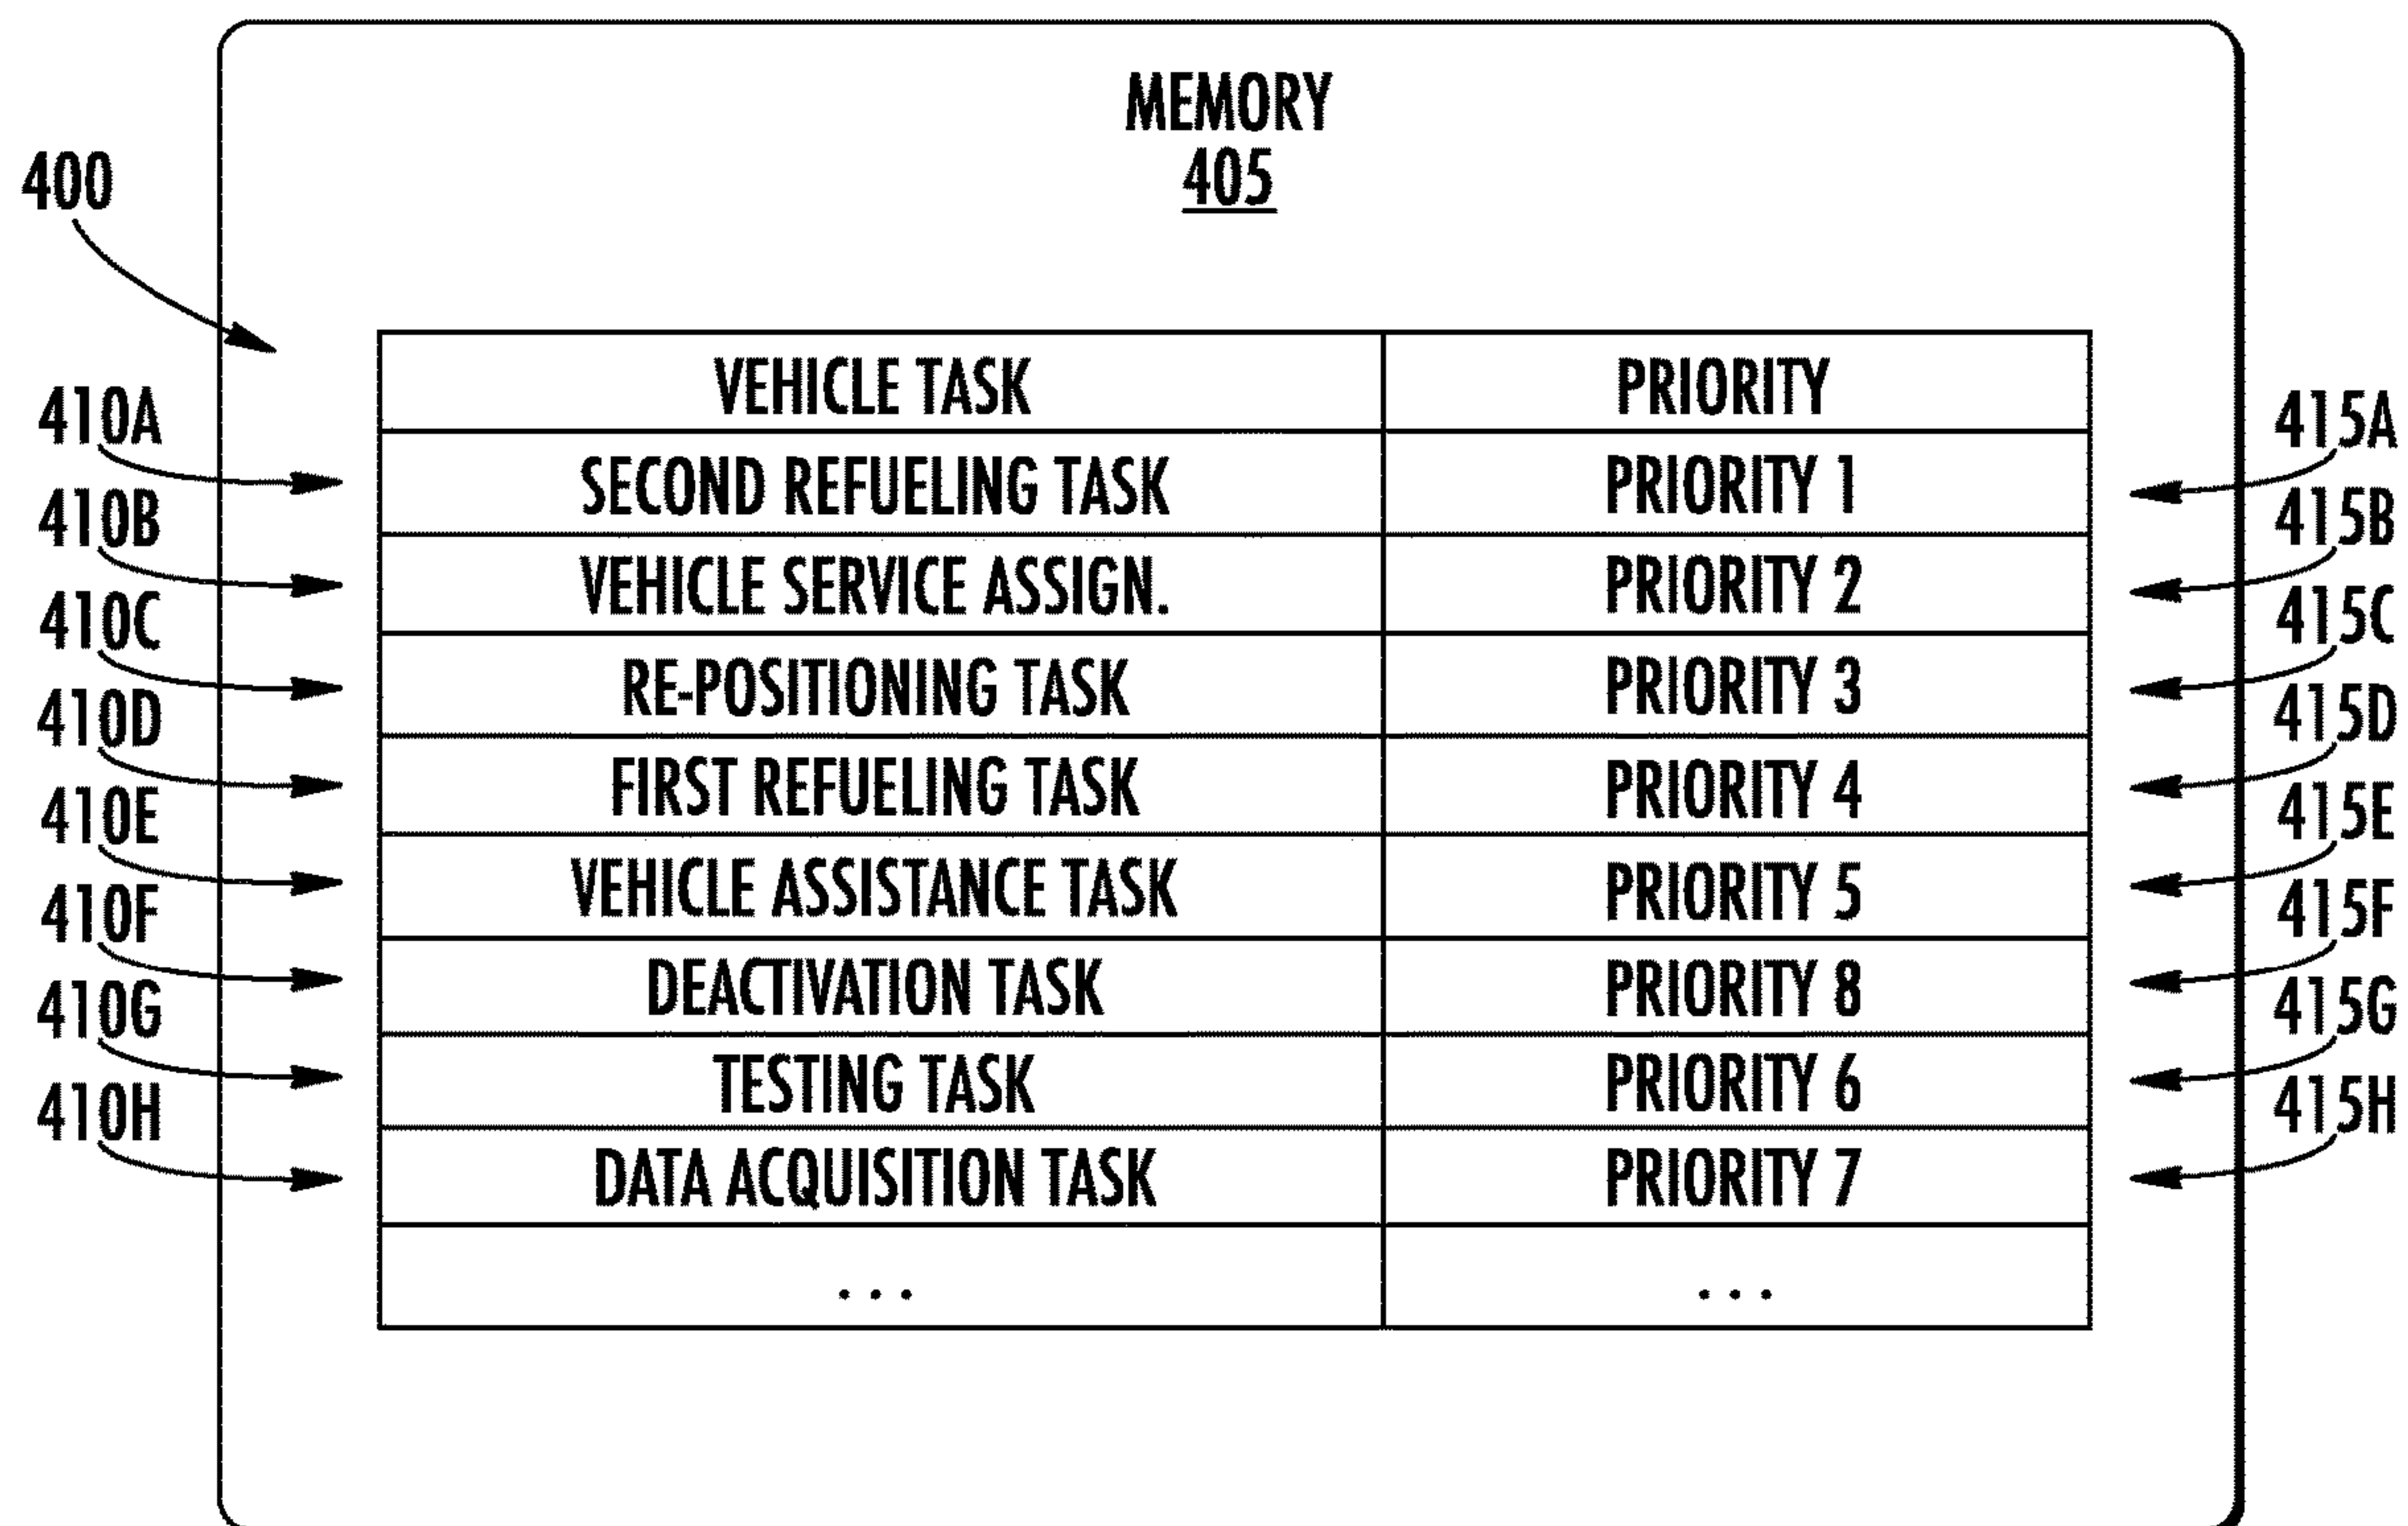 MEMORY
405
400
VEHICLE TASK PRIORITY
410A SECOND REFUELING TASK PRIORITY 1 415A
410B VEHICLE SERVICE ASSIGN. PRIORITY 2 415B
410C RE-POSITIONING TASK PRIORITY 3 415C
410D FIRST REFUELING TASK PRIORITY 4 415D
410E VEHICLE ASSISTANCE TASK PRIORITY 5 415E
410F DEACTIVATION TASK PRIORITY 8 415F
410G TESTING TASK PRIORITY 6 415G
410H DATA ACQUISITION TASK PRIORITY 7 415H
... ...